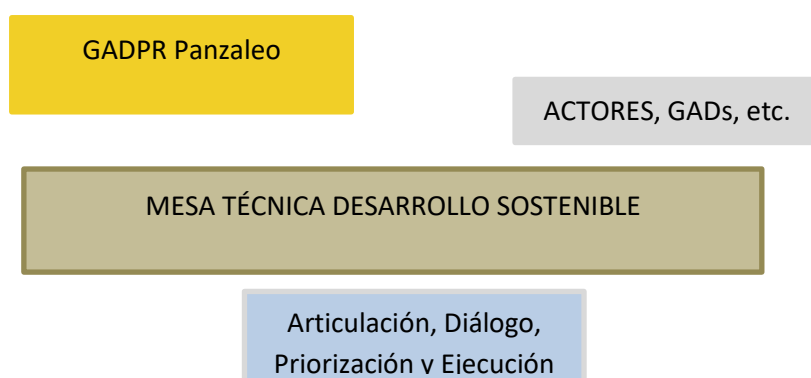 GADPR Panzaleo
ACTORES, GADs, etc.
MESA TÉCNICA DESARROLLO SOSTENIBLE
Articulación, Diálogo,
Priorización y Ejecución